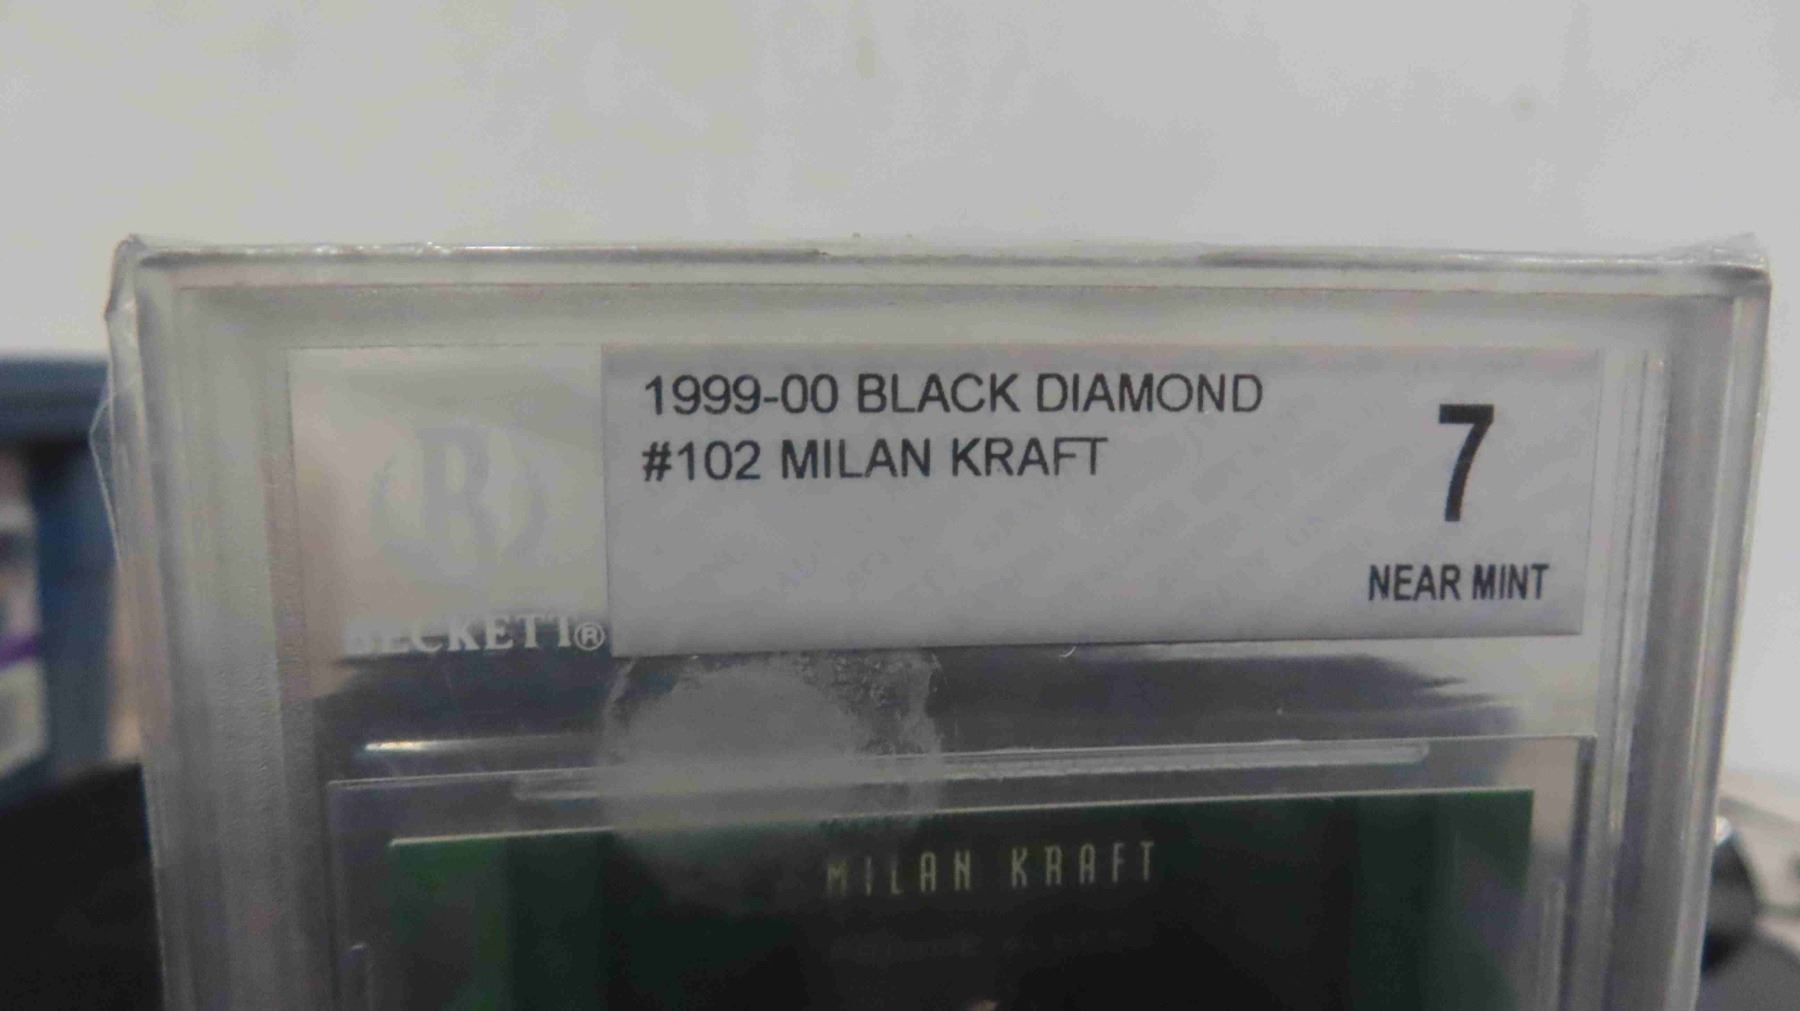 1999-00 BLACK DIAMOND
#102 MILAN KRAFT
7
NEAR MINT
BECKETT®
MILAN KRAFT